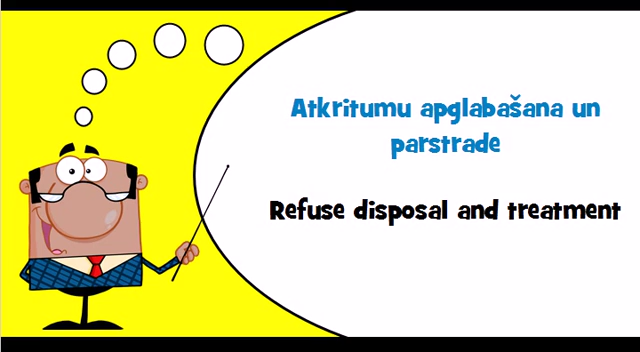 Atkritumu apglabašana un
parstrade
Refuse disposal and treatment